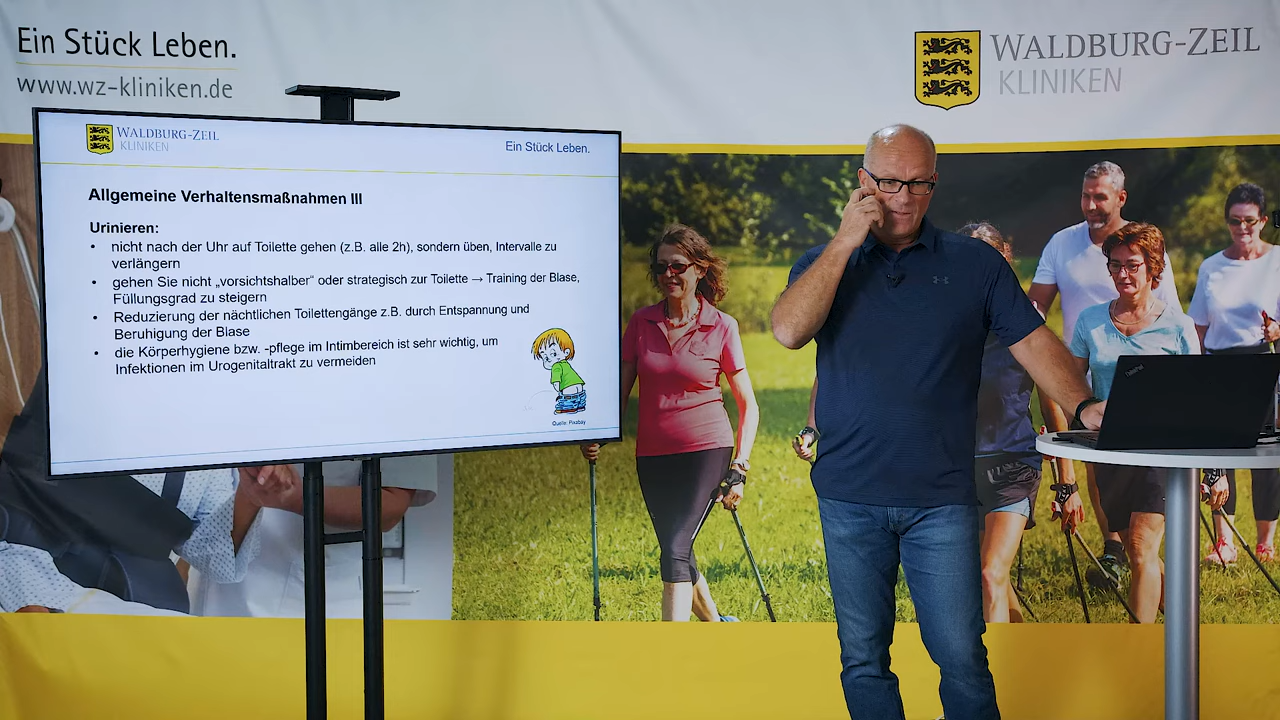 Ein Stück Leben.
www.wz-kliniken.de
WALDBURG-ZEIL
KLINIKEN
WALDBURG-ZEIL
KLINIKEN
Ein Stück Leben.
Allgemeine Verhaltensmaßnahmen III
Urinieren:
• nicht nach der Uhr auf Toilette gehen (z.B. alle 2h), sondern üben, Intervalle zu
verlängern
• gehen Sie nicht „vorsichtshalber“ oder strategisch zur Toilette → Training der Blase,
Füllungsgrad zu steigern
• Reduzierung der nächtlichen Toilettengänge z.B. durch Entspannung und
Beruhigung der Blase
• die Körperhygiene bzw. -pflege im Intimbereich ist sehr wichtig, um
Infektionen im Urogenitaltrakt zu vermeiden
Quelle: Pixabay
ThinkPad